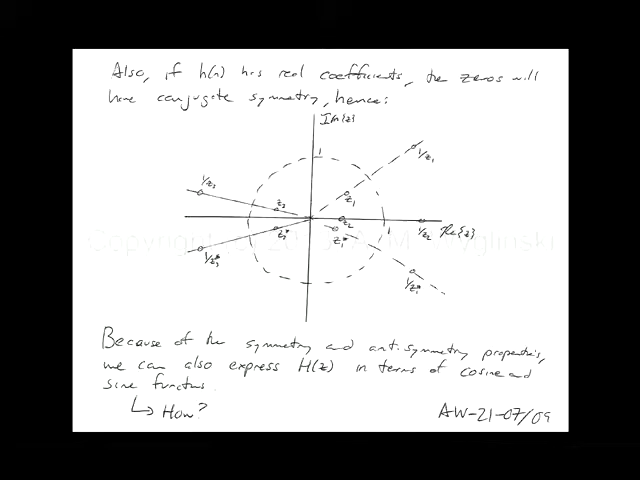 Also, if h(n) has real coefficients, the zeros will
have conjugate symmetry, hence:
Im{z}
1
1/z1
1/z3
z3
z1
z2
1
1/z2
Re{z}
z3*
z1*
1/z3*
1/z1*
Because of the symmetry and antisymmetry properties,
we can also express H(z) in terms of cosine and
sine functions.
↳ How?
AW-21-07/09